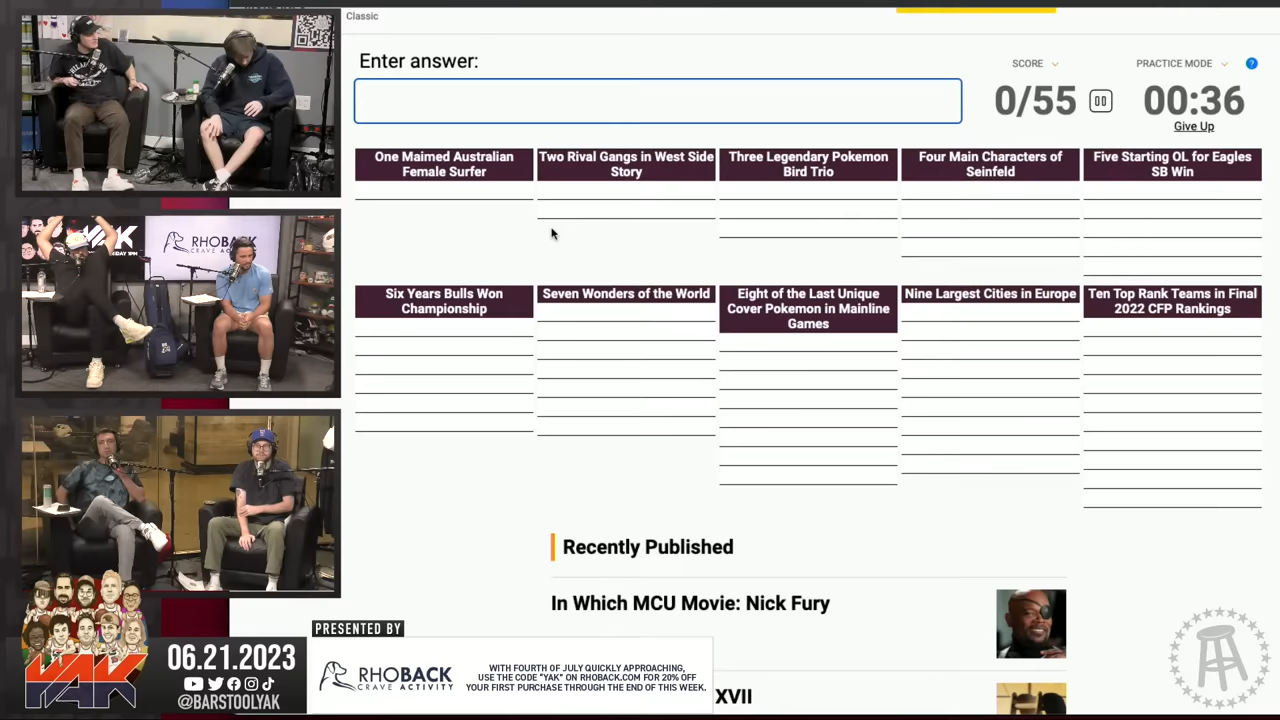 Classic
Enter answer:
SCORE
PRACTICE MODE
?
0/55
00:36
Give Up
One Maimed Australian
Female Surfer
Two Rival Gangs in West Side
Story
Three Legendary Pokemon
Bird Trio
Four Main Characters of
Seinfeld
Five Starting OL for Eagles
SB Win
Six Years Bulls Won
Championship
Seven Wonders of the World
Eight of the Last Unique
Cover Pokemon in Mainline
Games
Nine Largest Cities in Europe
Ten Top Rank Teams in Final
2022 CFP Rankings
Recently Published
In Which MCU Movie: Nick Fury
XVII
RHOBACK
CRAVE ACTIVITY
YAK
06.21.2023
@BARSTOOLYAK
PRESENTED BY
RHOBACK
CRAVE ACTIVITY
WITH FOURTH OF JULY QUICKLY APPROACHING,
USE THE CODE "YAK" ON RHOBACK.COM FOR 20% OFF
YOUR FIRST PURCHASE THROUGH THE END OF THIS WEEK.